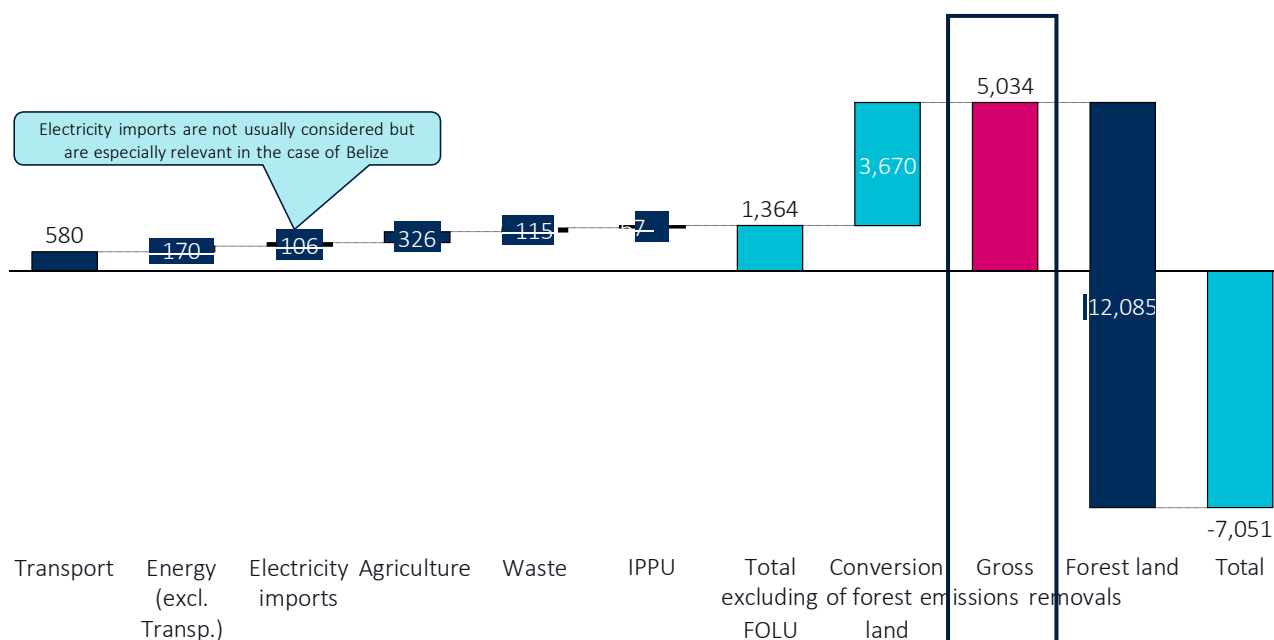 5,034
Electricity imports are not usually considered but
are especially relevant in the case of Belize
3,670
1,364
580
170
106
326
115
67
12,085
-7,051
Transport
Energy
(excl.
Transp.)
Electricity
imports
Agriculture
Waste
IPPU
Total
excluding
FOLU
Conversion
of forest
land
Gross
emissions
Forest land
removals
Total